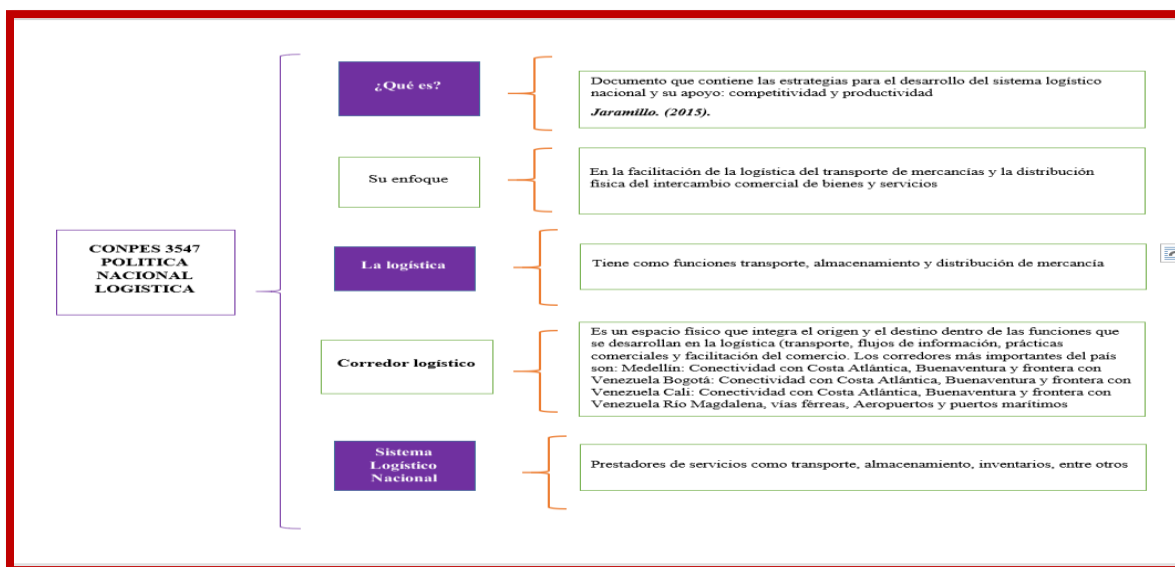 ¿Qué es?
Documento que contiene las estrategias para el desarrollo del sistema logístico
nacional y su apoyo: competitividad y productividad
Jaramillo. (2015).
Su enfoque
En la facilitación de la logística del transporte de mercancías y la distribución
física del intercambio comercial de bienes y servicios
CONPES 3547
POLITICA
NACIONAL
LOGISTICA
La logística
Tiene como funciones transporte, almacenamiento y distribución de mercancía
Corredor logístico
Es un espacio físico que integra el origen y el destino dentro de las funciones que
se desarrollan en la logística (transporte, flujos de información, prácticas
comerciales y facilitación del comercio. Los corredores más importantes del país
son: Medellín: Conectividad con Costa Atlántica, Buenaventura y frontera con
Venezuela Bogotá: Conectividad con Costa Atlántica, Buenaventura y frontera con
Venezuela Cali: Conectividad con Costa Atlántica, Buenaventura y frontera con
Venezuela Río Magdalena, vías férreas, Aeropuertos y puertos marítimos
Sistema
Logístico
Nacional
Prestadores de servicios como transporte, almacenamiento, inventarios, entre otros